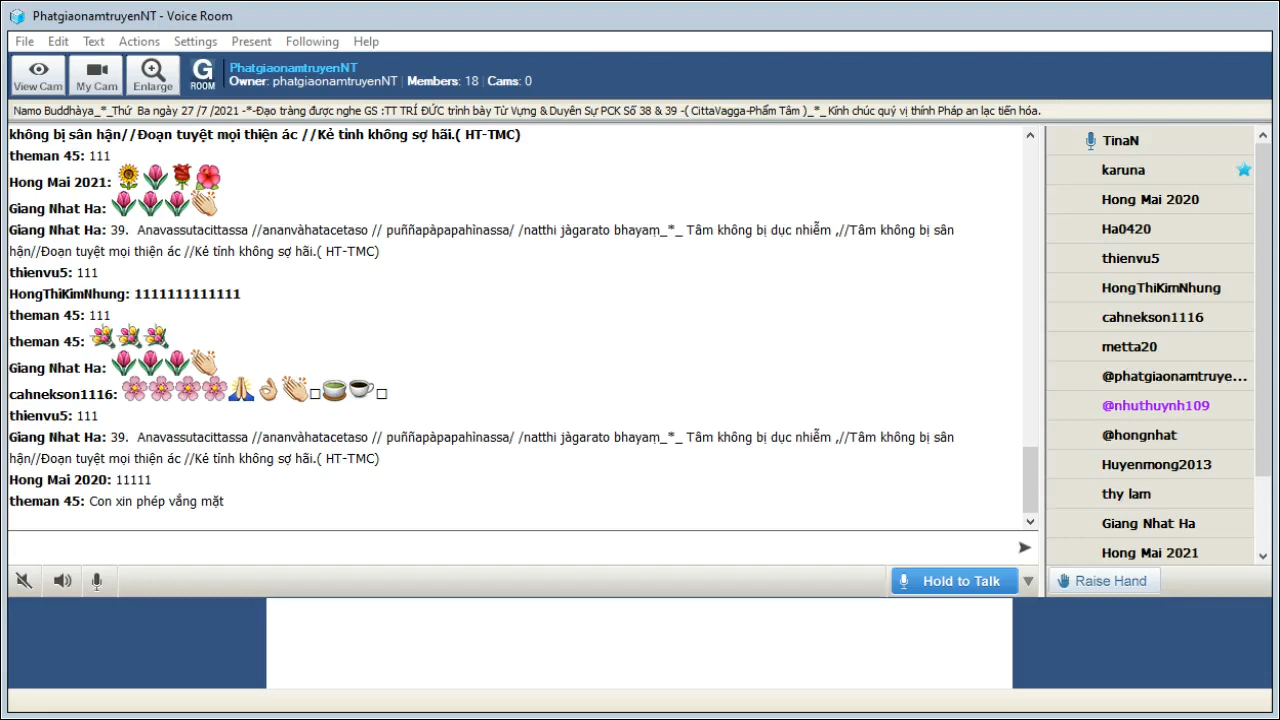 PhatgiaonamtruyenNT - Voice Room
File Edit Text Actions Settings Present Following Help
View Cam
My Cam
Enlarge
G ROOM
PhatgiaonamtruyenNT
Owner: phatgiaonamtruyenNT Members: 18 Cams: 0
Namo Buddhàya_*_Thứ Ba ngày 27 /7 /2021 -*-Đạo tràng được nghe GS :TT TRÍ ĐỨC trình bày Từ Vựng & Duyên Sự PCK Số 38 & 39 -( CittaVagga-Phẩm Tâm )_*_ Kính chúc quý vị thính Pháp an lạc tiến hóa.
không bị sân hận//Đoạn tuyệt mọi thiện ác //Kẻ tỉnh không sợ hãi.( HT-TMC)
theman 45: 111
Hong Mai 2021:
Giang Nhat Ha:
Giang Nhat Ha: 39. Anavassutacittassa //ananvàhatacetaso // puññapàpapahìnassa/ /natthi jàgarato bhayaṃ_*_ Tâm không bị dục nhiễm ,//Tâm không bị sân
hận//Đoạn tuyệt mọi thiện ác //Kẻ tỉnh không sợ hãi.( HT-TMC)
thienvu5: 111
HongThiKimNhung: 1111111111111
theman 45: 111
theman 45:
Giang Nhat Ha:
cahnekson1116:
thienvu5: 111
Giang Nhat Ha: 39. Anavassutacittassa //ananvàhatacetaso // puññapàpapahìnassa/ /natthi jàgarato bhayaṃ_*_ Tâm không bị dục nhiễm ,//Tâm không bị sân
hận//Đoạn tuyệt mọi thiện ác //Kẻ tỉnh không sợ hãi.( HT-TMC)
Hong Mai 2020: 11111
theman 45: Con xin phép vắng mặt
Hold to Talk
TinaN
karuna
Hong Mai 2020
Ha0420
thienvu5
HongThiKimNhung
cahnekson1116
metta20
@phatgiaonamtruye...
@nhuthuynh109
@hongnhat
Huyenmong2013
thy lam
Giang Nhat Ha
Hong Mai 2021
Raise Hand